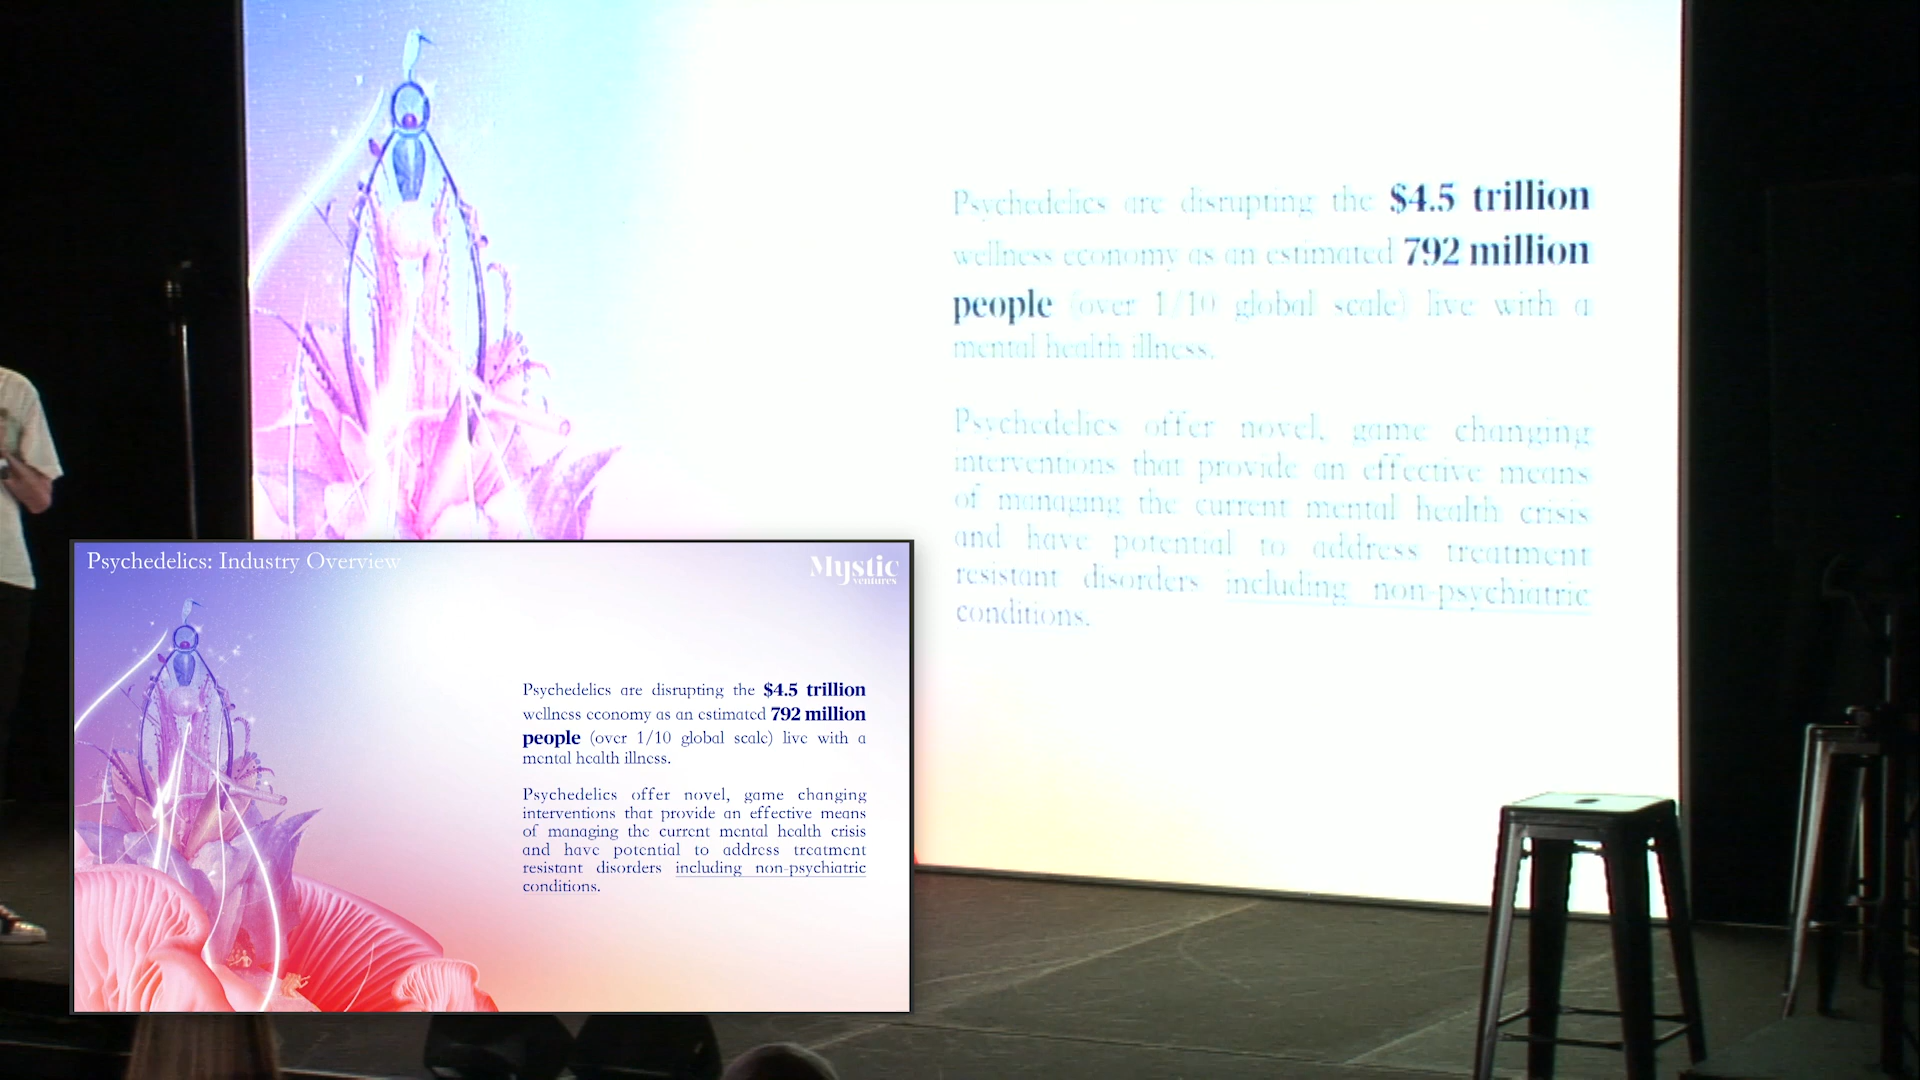 Psychedelics are disrupting the $4.5 trillion
wellness economy as an estimated 792 million
people (over 1/10 global scale) live with a
mental health illness.
Psychedelics offer novel, game changing
interventions that provide an effective means
of managing the current mental health crisis
and have potential to address treatment
resistant disorders including non-psychiatric
conditions.
Psychedelics: Industry Overview
Mystic
ventures
Psychedelics are disrupting the $4.5 trillion
wellness economy as an estimated 792 million
people (over 1/10 global scale) live with a
mental health illness.
Psychedelics offer novel, game changing
interventions that provide an effective means
of managing the current mental health crisis
and have potential to address treatment
resistant disorders including non-psychiatric
conditions.